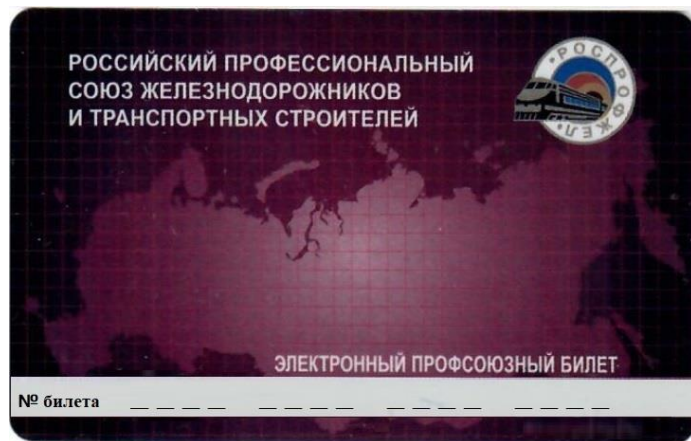 РОССИЙСКИЙ ПРОФЕССИОНАЛЬНЫЙ
СОЮЗ ЖЕЛЕЗНОДОРОЖНИКОВ
И ТРАНСПОРТНЫХ СТРОИТЕЛЕЙ
• РОСПРОФЖЕЛ •
ЭЛЕКТРОННЫЙ ПРОФСОЮЗНЫЙ БИЛЕТ
№ билета _ _ _ _ _ _ _ _ _ _ _ _ _ _ _ _